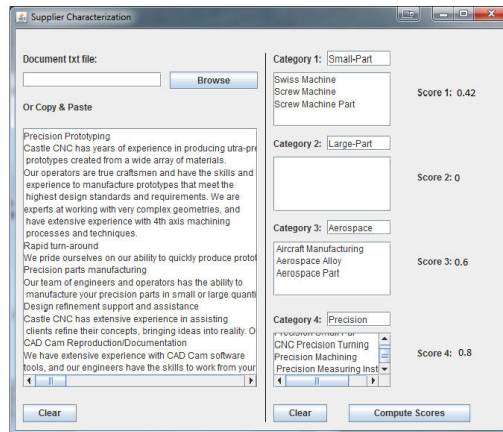 Supplier Characterization
Document txt file:
Browse
Or Copy & Paste
Precision Prototyping
Castle CNC has years of experience in producing utra-pre
prototypes created from a wide array of materials.
Our operators are true craftsmen and have the skills and
experience to manufacture prototypes that meet the
highest design standards and requirements. We are
experts at working with very complex geometries, and
have extensive experience with 4th axis machining
processes and techniques.
Rapid turn-around
We pride ourselves on our ability to quickly produce protot
Precision parts manufacturing
Our team of engineers and operators has the ability to
manufacture your precision parts in small or large quanti
Design refinement support and assistance
Castle CNC has extensive experience in assisting
clients refine their concepts, bringing ideas into reality. O
CAD Cam Reproduction/Documentation
We have extensive experience with CAD Cam software
tools, and our engineers have the skills to work from your
Clear
Category 1: Small-Part
Swiss Machine
Screw Machine
Screw Machine Part
Score 1: 0.42
Category 2: Large-Part
Score 2: 0
Category 3: Aerospace
Aircraft Manufacturing
Aerospace Alloy
Aerospace Part
Score 3: 0.6
Category 4: Precision
CNC Precision Turning
Precision Machining
Precision Measuring Inst
Score 4: 0.8
Clear
Compute Scores